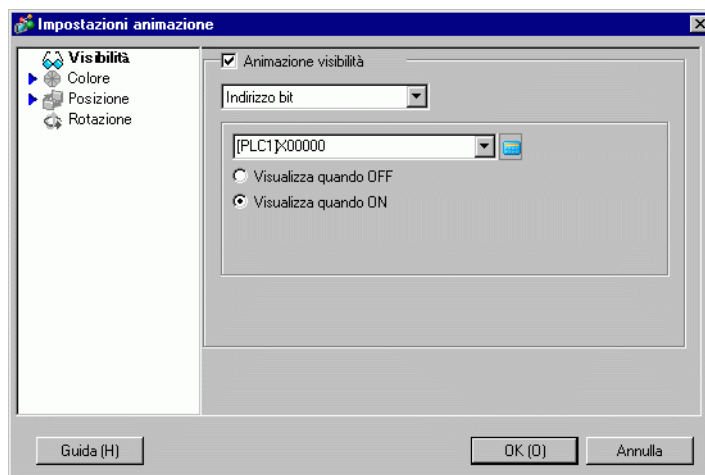 Impostazioni animazione
Visibilità
Colore
Posizione
Rotazione
Animazione visibilità
Indirizzo bit
[PLC1]X00000
Visualizza quando OFF
Visualizza quando ON
Guida (H)
OK (O)
Annulla